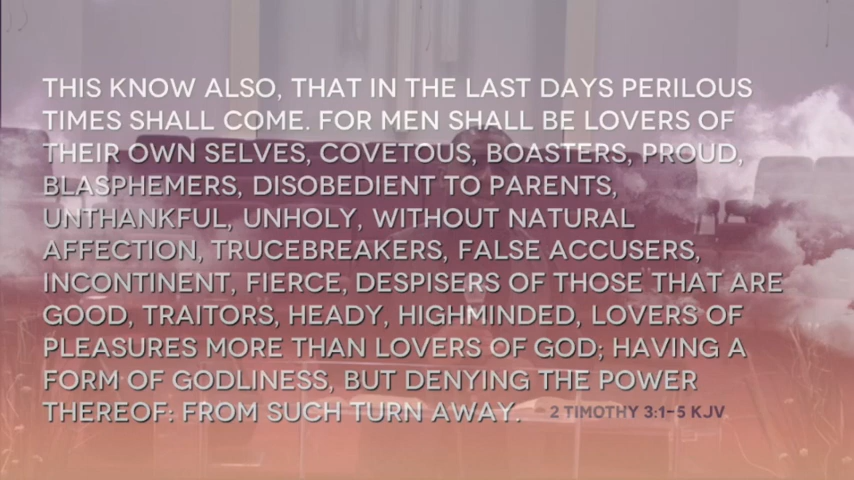 THIS KNOW ALSO, THAT IN THE LAST DAYS PERILOUS
TIMES SHALL COME. FOR MEN SHALL BE LOVERS OF
THEIR OWN SELVES, COVETOUS, BOASTERS, PROUD,
BLASPHEMERS, DISOBEDIENT TO PARENTS,
UNTHANKFUL, UNHOLY, WITHOUT NATURAL
AFFECTION, TRUCEBREAKERS, FALSE ACCUSERS,
INCONTINENT, FIERCE, DESPISERS OF THOSE THAT ARE
GOOD, TRAITORS, HEADY, HIGHMINDED, LOVERS OF
PLEASURES MORE THAN LOVERS OF GOD; HAVING A
FORM OF GODLINESS, BUT DENYING THE POWER
THEREOF: FROM SUCH TURN AWAY. 2 TIMOTHY 3:1-5 KJV